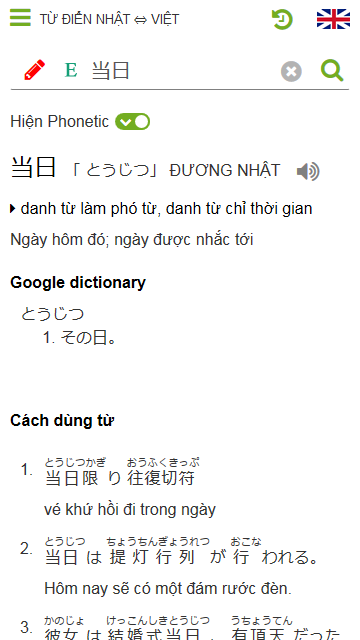 TỪ ĐIỂN NHẬT ⇔ VIỆT
E 当日
Hiện Phonetic
当日 「 とうじつ」 ĐƯƠNG NHẬT
danh từ làm phó từ, danh từ chỉ thời gian
Ngày hôm đó; ngày được nhắc tới
Google dictionary
とうじつ
1. その日。
Cách dùng từ
とうじつかぎ おうふくきっぷ
1. 当日限 り 往復切符
vé khứ hồi đi trong ngày
とうじつ ちょうちんぎょうれつ おこな
2. 当日 は 提灯行列 が 行 われる。
Hôm nay sẽ có một đám rước đèn.
かのじょ けっこんしきとうじつ うちょうてん
3. 彼女 は 結婚式当日 、 有頂天 だった